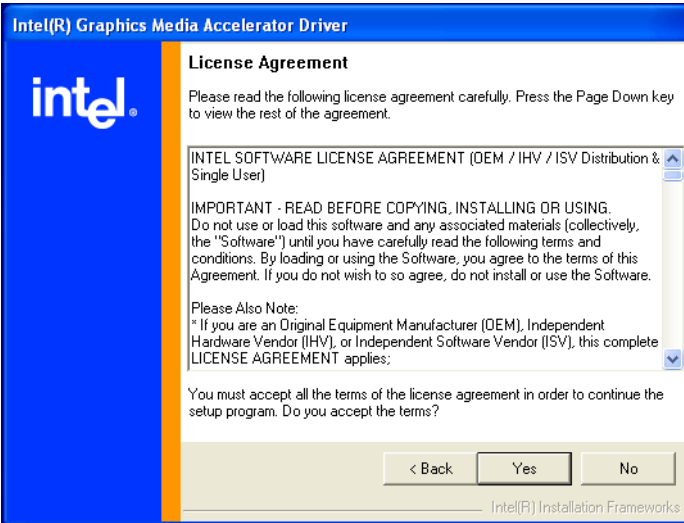 Intel(R) Graphics Media Accelerator Driver
intel.
License Agreement
Please read the following license agreement carefully. Press the Page Down key
to view the rest of the agreement.
INTEL SOFTWARE LICENSE AGREEMENT (OEM / IHV / ISV Distribution &
Single User)
IMPORTANT - READ BEFORE COPYING, INSTALLING OR USING.
Do not use or load this software and any associated materials (collectively,
the "Software") until you have carefully read the following terms and
conditions. By loading or using the Software, you agree to the terms of this
Agreement. If you do not wish to so agree, do not install or use the Software.
Please Also Note:
* If you are an Original Equipment Manufacturer (OEM), Independent
Hardware Vendor (IHV), or Independent Software Vendor (ISV), this complete
LICENSE AGREEMENT applies;
You must accept all the terms of the license agreement in order to continue the
setup program. Do you accept the terms?
< Back Yes No
Intel(R) Installation Frameworks